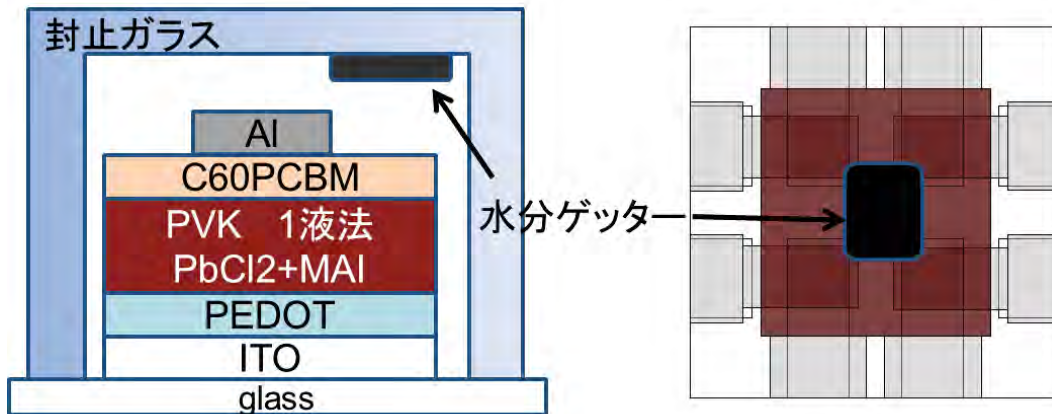 封止ガラス
Al
C60PCBM
PVK 1液法
PbCl2+MAI
PEDOT
ITO
glass
水分ゲッター